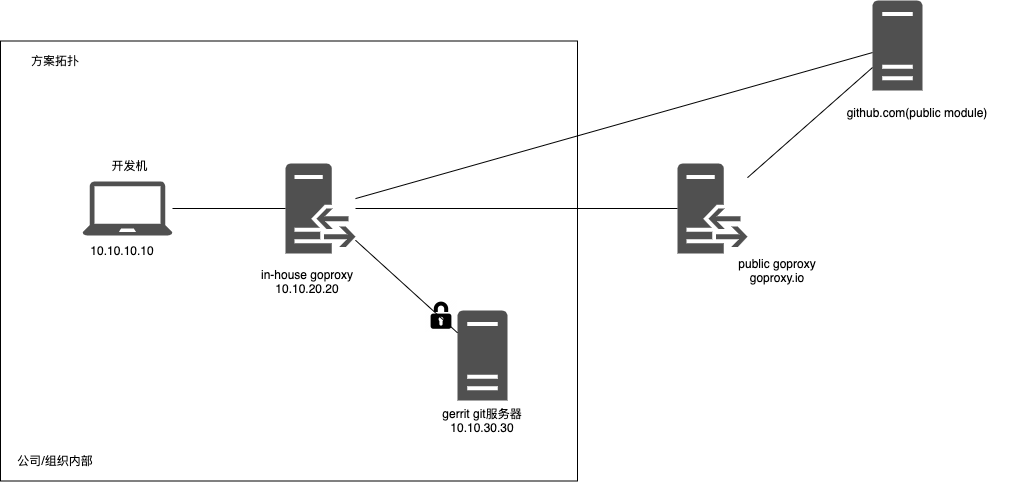 方案拓扑
github.com(public module)
开发机
10.10.10.10
in-house goproxy
10.10.20.20
public goproxy
goproxy.io
gerrit git服务器
10.10.30.30
公司/组织内部